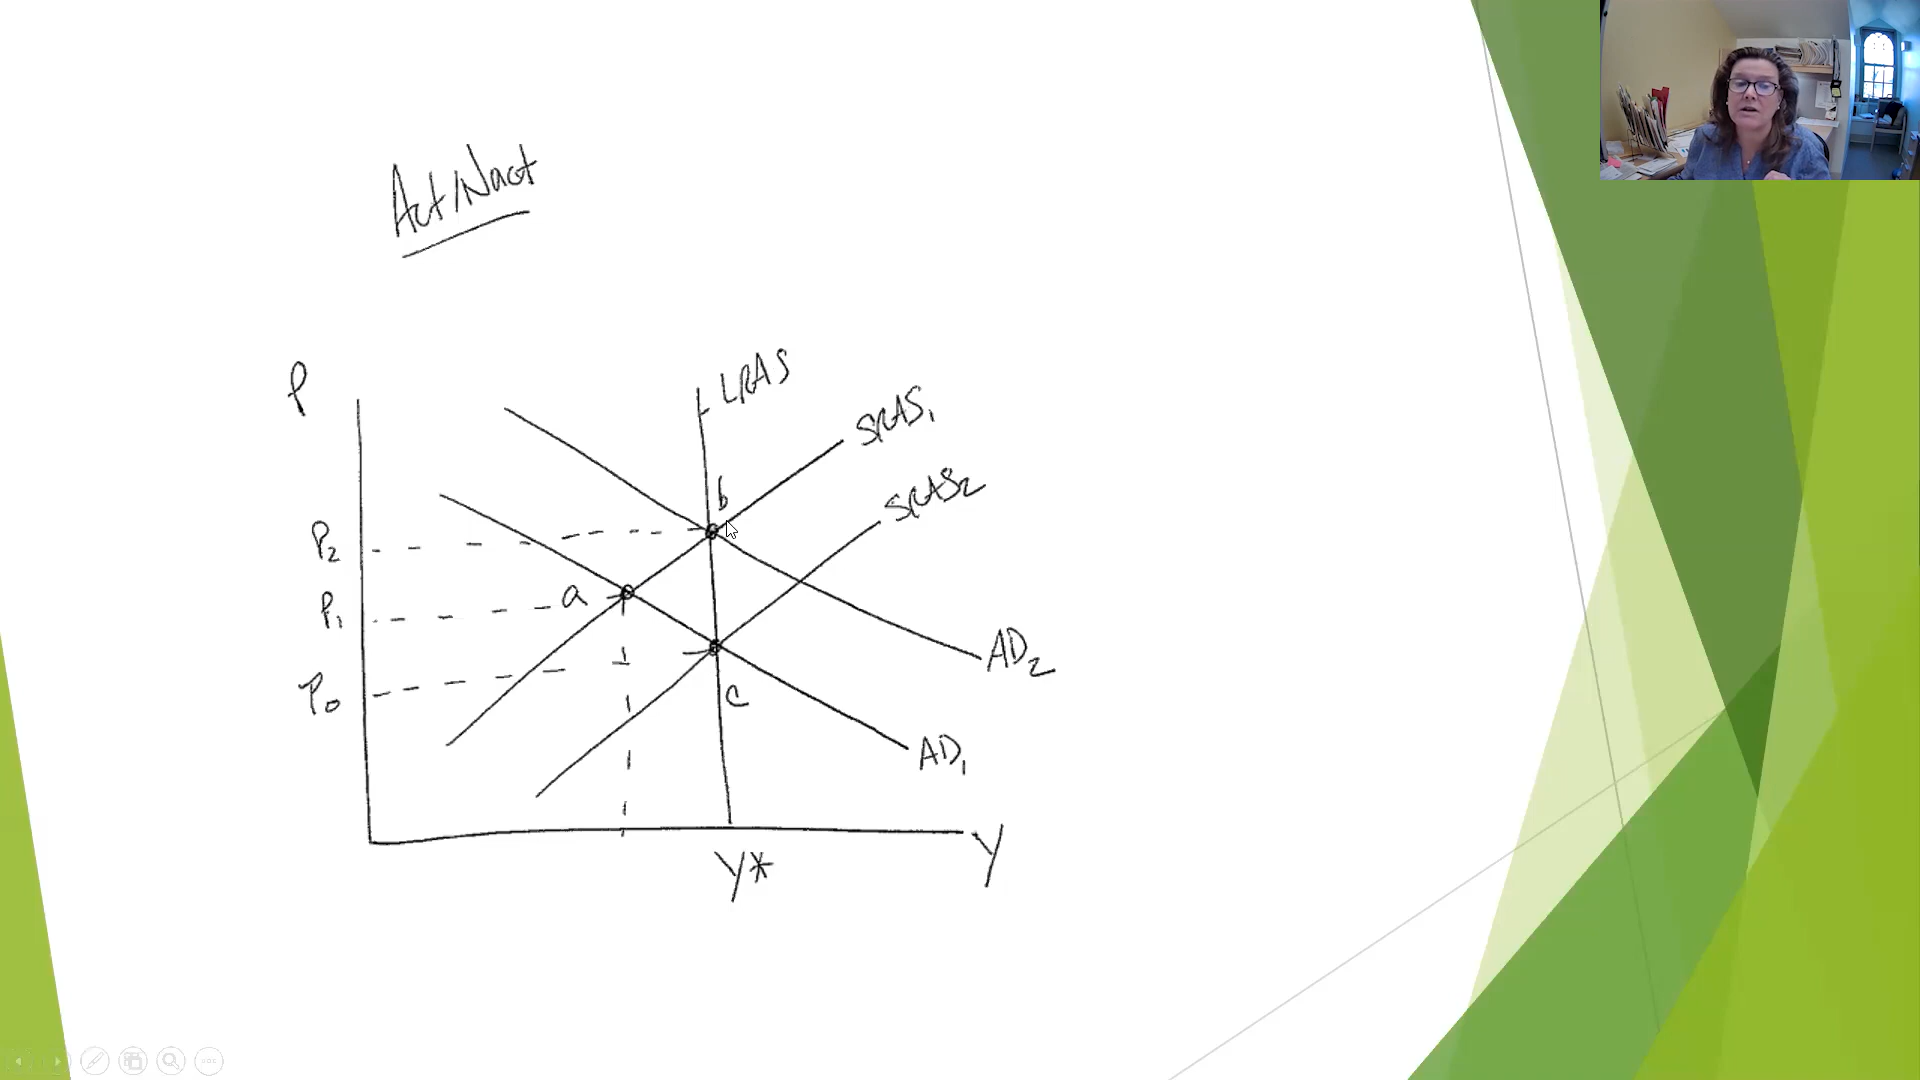 Act/Nact
P
LRAS
SRAS₁
b
SRAS₂
P₂
a
P₁
AD₂
P₀
c
AD₁
Y*
Y